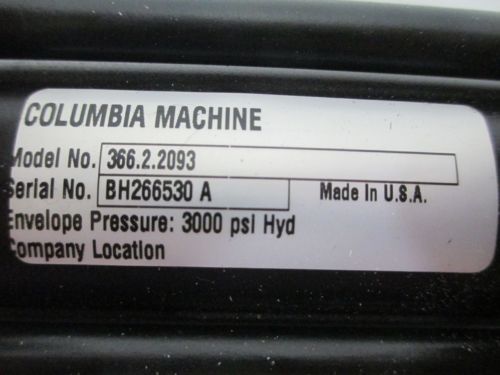 COLUMBIA MACHINE
Model No. 366.2.2093
Serial No. BH266530 A Made In U.S.A.
Envelope Pressure: 3000 psi Hyd
Company Location